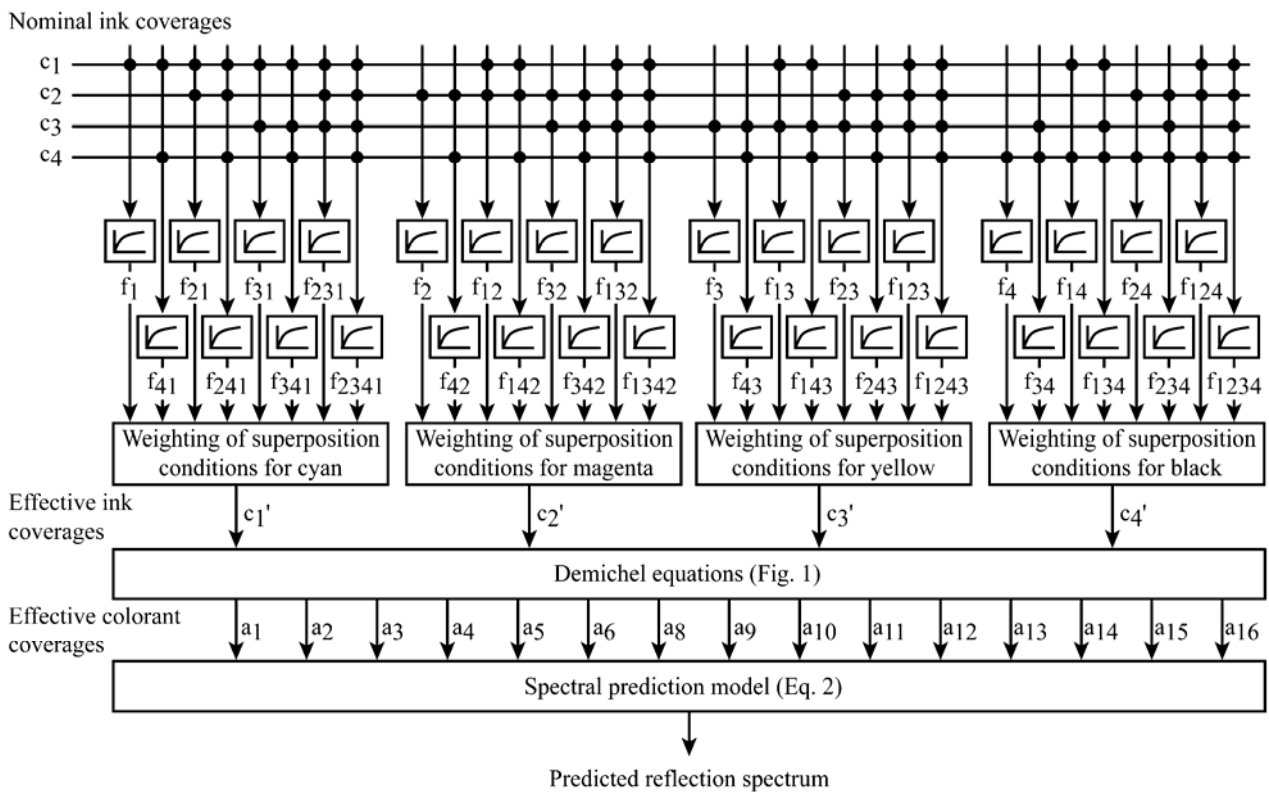 Nominal ink coverages
c1
c2
c3
c4
f1 f21 f31 f231 f2 f12 f32 f132 f3 f13 f23 f123 f4 f14 f24 f124
f41 f241 f341 f2341 f42 f142 f342 f1342 f43 f143 f243 f1243 f34 f134 f234 f1234
Weighting of superposition
conditions for cyan
Weighting of superposition
conditions for magenta
Weighting of superposition
conditions for yellow
Weighting of superposition
conditions for black
Effective ink
coverages
c1' c2' c3' c4'
Demichel equations (Fig. 1)
Effective colorant
coverages
a1 a2 a3 a4 a5 a6 a8 a9 a10 a11 a12 a13 a14 a15 a16
Spectral prediction model (Eq. 2)
Predicted reflection spectrum